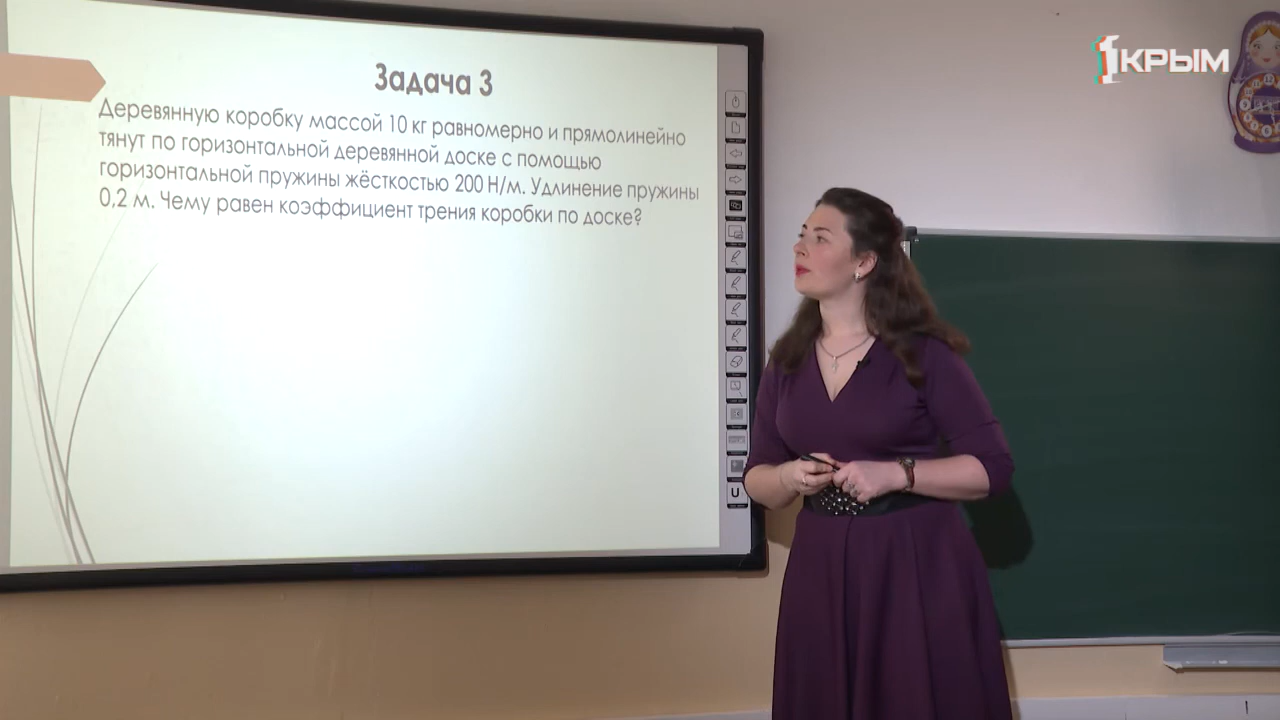 1КРЫМ
Задача 3
Деревянную коробку массой 10 кг равномерно и прямолинейно
тянут по горизонтальной деревянной доске с помощью
горизонтальной пружины жёсткостью 200 Н/м. Удлинение пружины
0,2 м. Чему равен коэффициент трения коробки по доске?